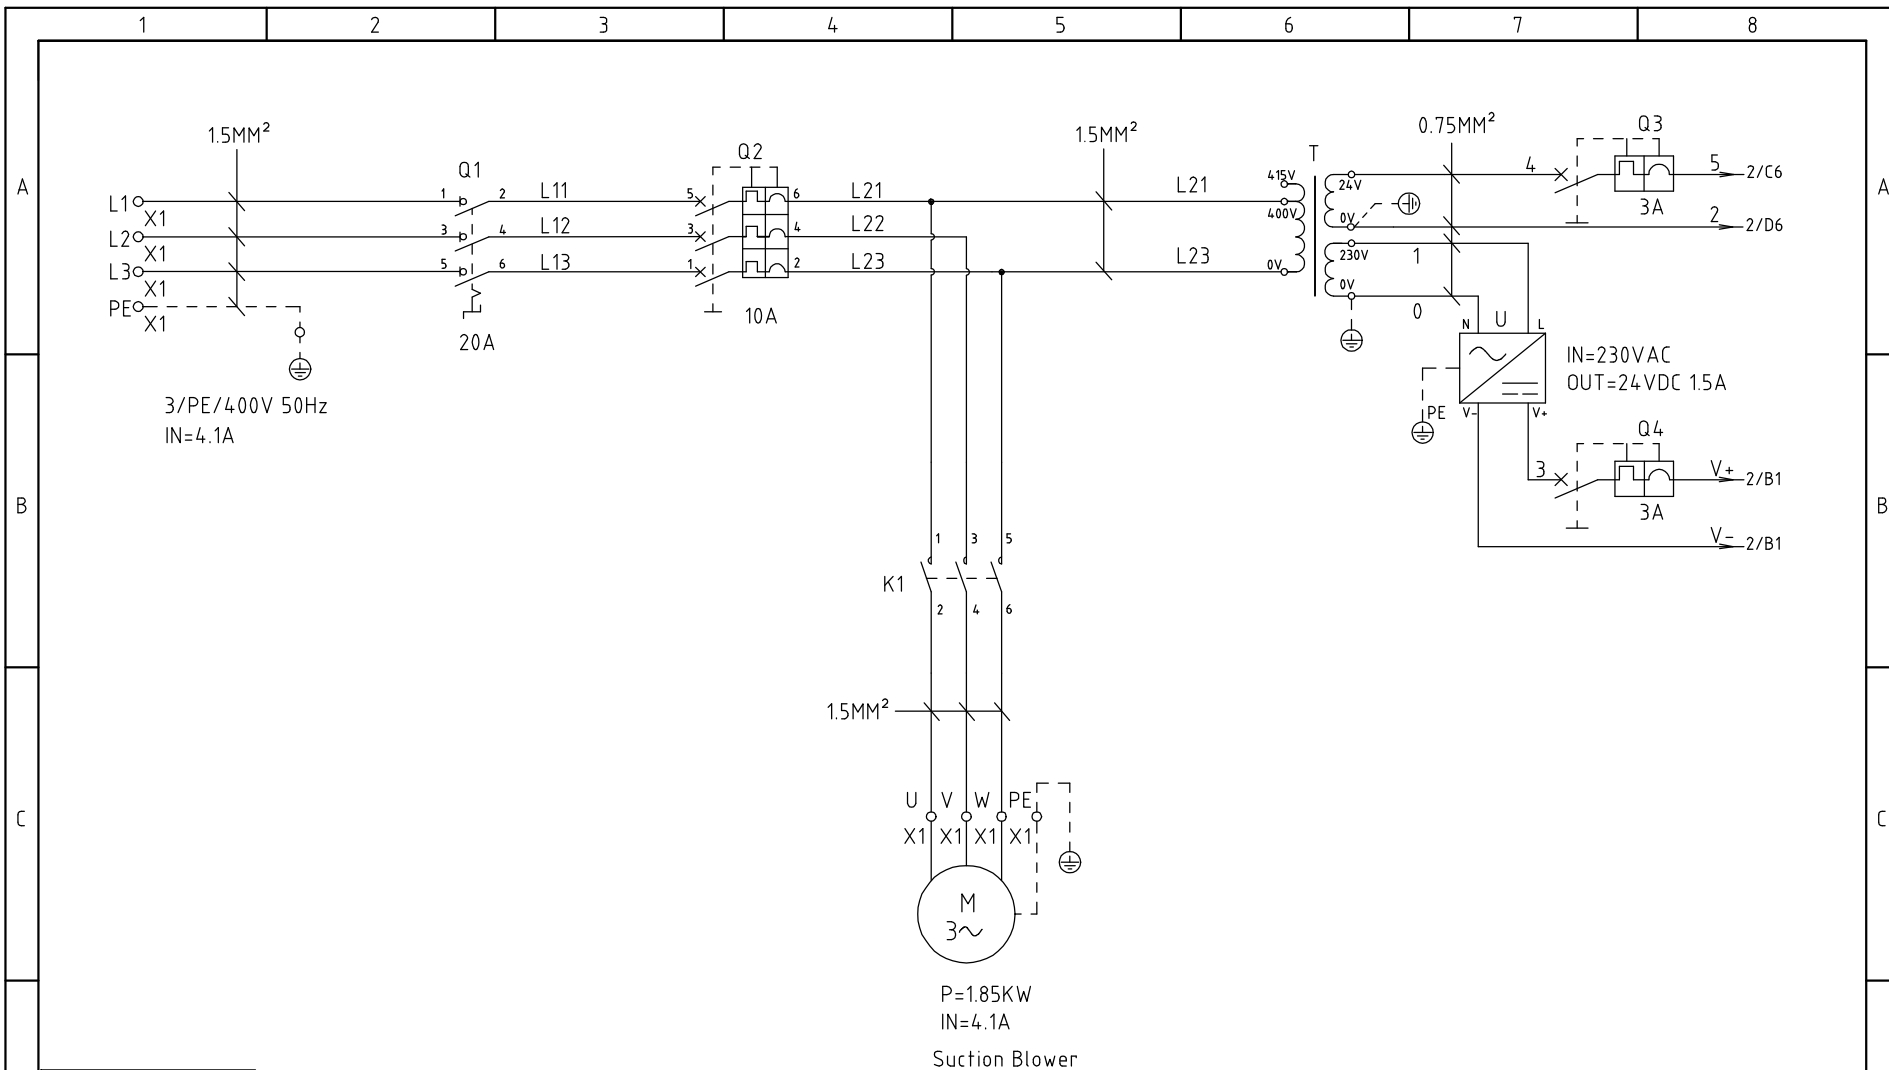 1 2 3 4 5 6 7 8
A A
1.5MM²
1.5MM²
0.75MM²
Q1
Q2
T
Q3
L1 X1
L2 X1
L3 X1
PE X1
1 2
3 4
5 6
20A
L11
L12
L13
5 6
3 4
1 2
10A
L21
L22
L23
L21
L23
415V
400V
0V
24V
0V
230V
0V
4
3A
5 2/C6
2 2/D6
1
0
N U L
IN=230VAC
OUT=24VDC 1.5A
PE V- V+
3/PE/400V 50Hz
IN=4.1A
B B
Q4
3
3A
V+ 2/B1
V- 2/B1
1 3 5
K1
2 4 6
1.5MM²
C C
U V W PE
X1 X1 X1 X1
M
3~
P=1.85KW
IN=4.1A
Suction Blower